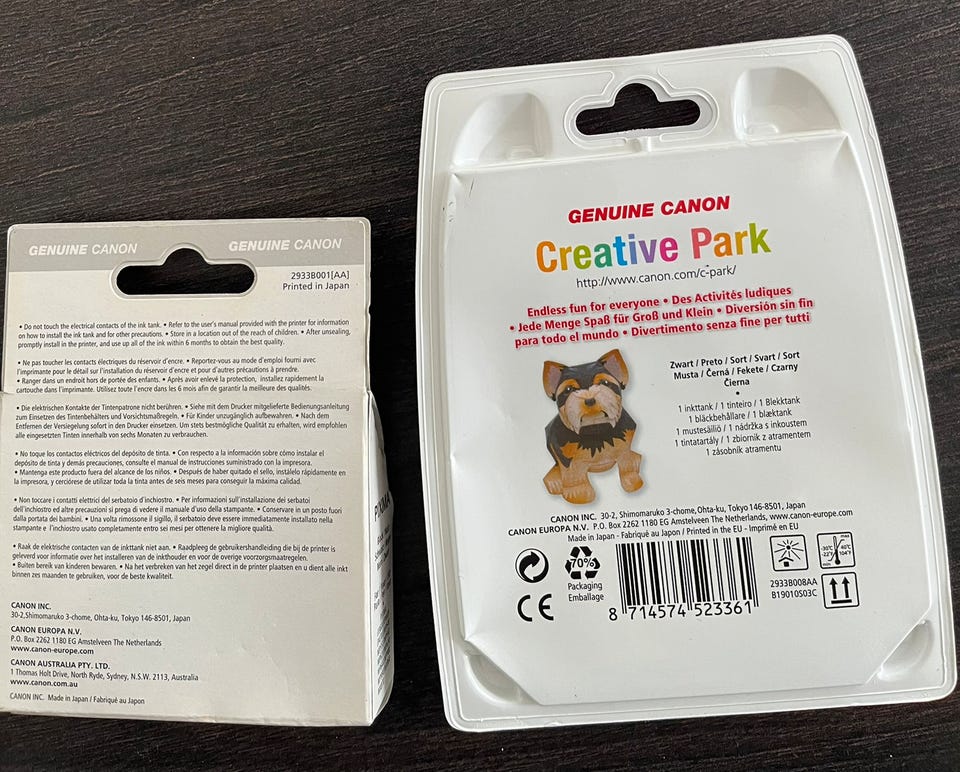 GENUINE CANON
GENUINE CANON
2933B001[AA]
Printed in Japan
• Do not touch the electrical contacts of the ink tank. • Refer to the user's manual provided with the printer for information
on how to install the ink tank and for other precautions. • Store in a location out of the reach of children. • After unsealing,
promptly install in the printer, and use up all of the ink within 6 months to obtain the best quality.
• Ne pas toucher les contacts électriques du réservoir d'encre. • Reportez-vous au mode d'emploi fourni avec
l'imprimante pour le détail sur l'installation du réservoir d'encre et pour d'autres précautions à prendre.
• Ranger dans un endroit hors de portée des enfants. • Après avoir enlevé la protection, installez rapidement la
cartouche dans l'imprimante. Utilisez toute l'encre dans les 6 mois afin de garantir la meilleure des qualités.
• Die elektrischen Kontakte der Tintenpatrone nicht berühren. • Siehe mit dem Drucker mitgelieferte Bedienungsanleitung
zum Einsetzen des Tintenbehälters und Vorsichtsmaßregeln. • Für Kinder unzugänglich aufbewahren. • Nach dem
Entfernen der Versiegelung sofort in den Drucker einsetzen. Um stets bestmögliche Qualität zu erhalten, wird empfohlen
alle eingesetzten Tinten innerhalb von sechs Monaten zu verbrauchen.
• No toque los contactos eléctricos del depósito de tinta. • Con respecto a la información sobre cómo instalar el
depósito de tinta y demás precauciones, consulte el manual de instrucciones suministrado con la impresora.
• Mantenga este producto fuera del alcance de los niños. • Después de haber quitado el sello, instálelo rápidamente en
la impresora, y cerciórese de utilizar toda la tinta antes de seis meses para conseguir la máxima calidad.
• Non toccare i contatti elettrici del serbatoio d'inchiostro. • Per informazioni sull'installazione dei serbatoi
dell'inchiostro ed altre precauzioni si prega di vedere il manuale d'uso della stampante. • Conservare in un posto fuori
dalla portata dei bambini. • Una volta rimossone il sigillo, il serbatoio deve essere immediatamente installato nella
stampante e l'inchiostro usato completamente entro sei mesi per ottenere la migliore qualità.
• Raak de elektrische contacten van de inkttank niet aan. • Raadpleeg de gebruikershandleiding die bij de printer is
geleverd voor informatie over het installeren van de inkthouder en voor de overige voorzorgsmaatregelen.
• Buiten bereik van kinderen bewaren. • Na het verbreken van het zegel direct in de printer plaatsen en u dient alle inkt
binnen zes maanden te gebruiken, voor de beste kwaliteit.
CANON INC.
30-2,Shimomaruko 3-chome, Ohta-ku, Tokyo 146-8501, Japan
CANON EUROPA N.V.
P.O. Box 2262 1180 EG Amstelveen The Netherlands
www.canon-europe.com
CANON AUSTRALIA PTY. LTD.
1 Thomas Holt Drive, North Ryde, Sydney, N.S.W. 2113, Australia
www.canon.com.au
CANON INC. Made in Japan / Fabriqué au Japon
GENUINE CANON
Creative Park
http://www.canon.com/c-park/
Endless fun for everyone • Des Activités ludiques
• Jede Menge Spaß für Groß und Klein • Diversión sin fin
para todo el mundo • Divertimento senza fine per tutti
Zwart / Preto / Sort / Svart / Sort
Musta / Černá / Fekete / Czarny
Čierna
•
1 inkttank / 1 tinteiro / 1 Blekktank
1 bläckbehållare / 1 blæktank
1 mustesäiliö / 1 nádržka s inkoustem
1 tintatartály / 1 zbiornik z atramentem
1 zásobník atramentu
CANON INC. 30-2, Shimomaruko 3-chome, Ohta-ku, Tokyo 146-8501, Japan
CANON EUROPA N.V. P.O. Box 2262 1180 EG Amstelveen The Netherlands, www.canon-europe.com
Made in Japan - Fabriqué au Japon / Printed in the EU - Imprimé en EU
70%
Packaging
Emballage
CE
8 714574 523361
2933B008AA
B19010S03C
max
40°C
104°F
-30°C
-22°F
min